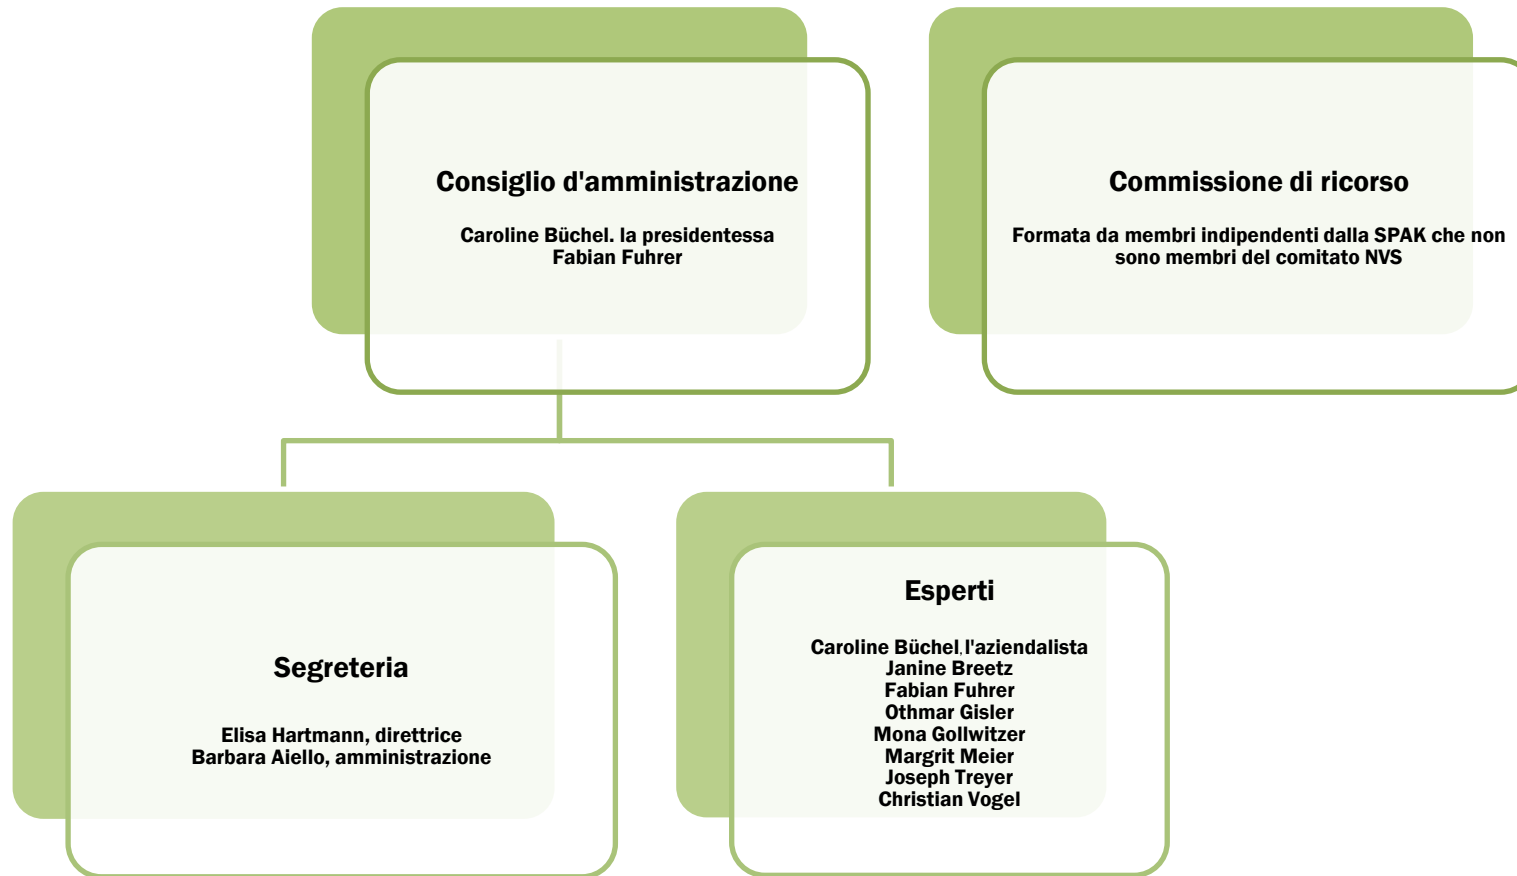 Consiglio d'amministrazione
Caroline Büchel. la presidentessa
Fabian Fuhrer
Commissione di ricorso
Formata da membri indipendenti dalla SPAK che non
sono membri del comitato NVS
Segreteria
Elisa Hartmann, direttrice
Barbara Aiello, amministrazione
Esperti
Caroline Büchel, l'aziendalista
Janine Breetz
Fabian Fuhrer
Othmar Gisler
Mona Gollwitzer
Margrit Meier
Joseph Treyer
Christian Vogel